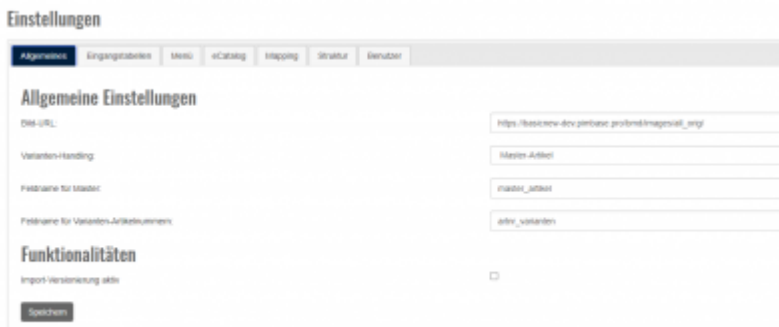 Einstellungen
Allgemeines Eingangstabellen Menü eCatalog Mapping Struktur Benutzer
Allgemeine Einstellungen
Bild-URL:
Varianten-Handling: Master-Artikel
Feldname für Master: master_artikel
Feldname für Varianten-Artikelnummern: artnr_varianten
Funktionalitäten
Import-Versionierung aktiv
Speichern